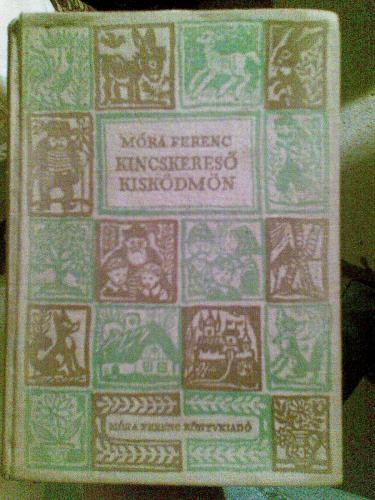 MÓRA FERENC
KINCSKERESŐ
KISKÖDMÖN
MÓRA FERENC KÖNYVKIADÓ